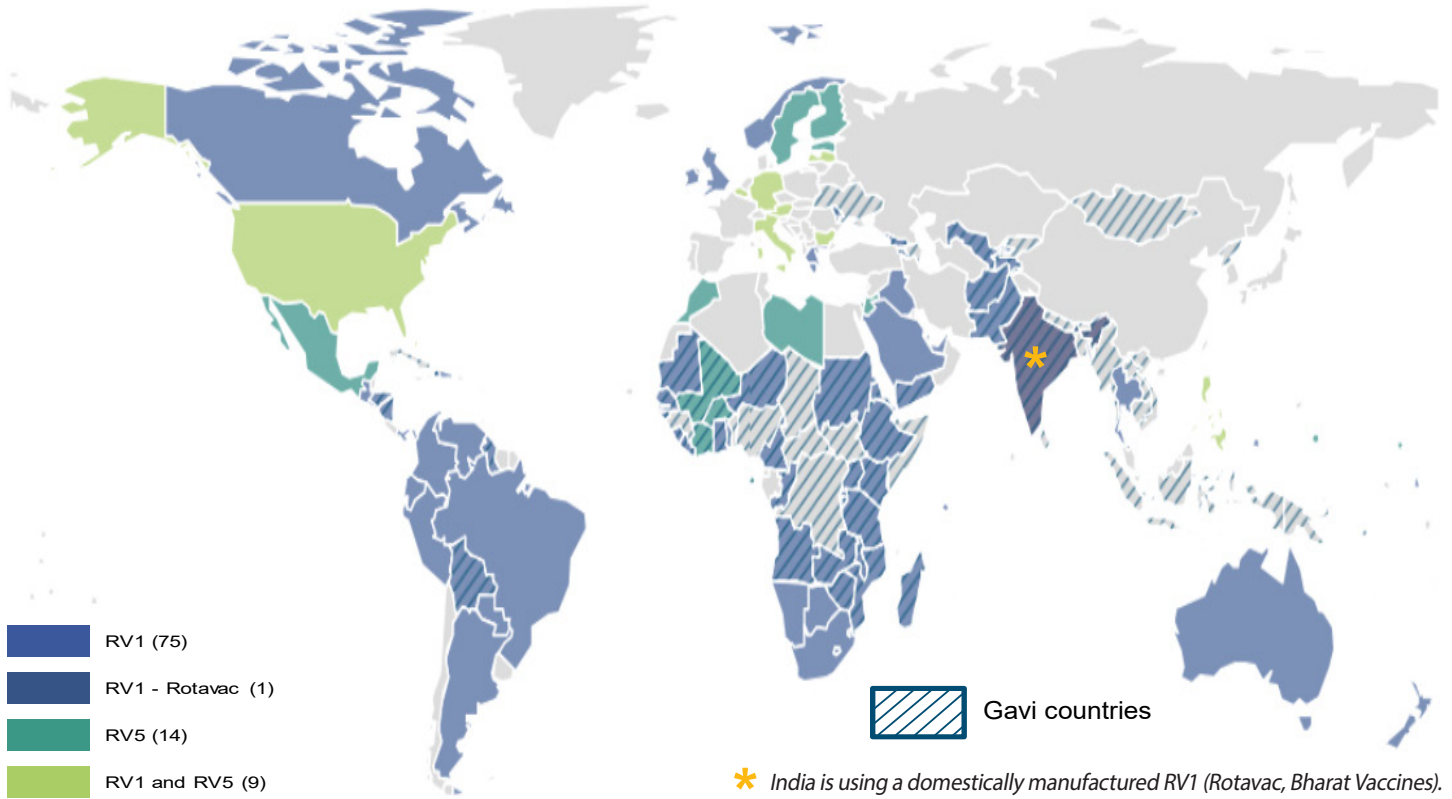 RV1 (75)
RV1 - Rotavac (1)
RV5 (14)
RV1 and RV5 (9)
Gavi countries
* India is using a domestically manufactured RV1 (Rotavac, Bharat Vaccines).
*